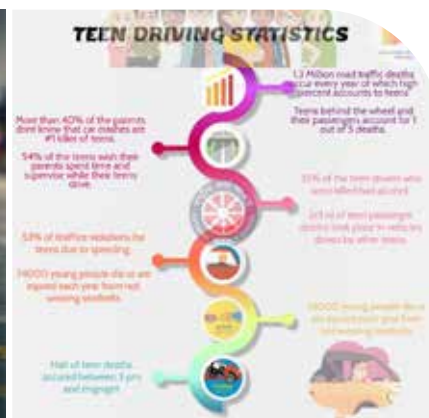 TEEN DRIVING STATISTICS
1.3 Million road traffic deaths
occur every year of which high
percent accounts to teens
Teens behind the wheel and
their passengers account for 1
out of 5 deaths.
More than 40% of the parents
dont know that car crashes are
#1 killer of teens.
54% of the teens wish their
parents spend time and
supervise while their teens
drive.
of the teen drivers who
were killed had alcohol
of teen passenger
deaths took place in vehicles
driven by other teens
of traffice violations for
teens due to speeding.
young people die or are
injured each year from not
wearing seatbelts.
young people die or
are injured each year from
not wearing seatbelts.
Half of teen deaths
occured between 3 pm
and midnight